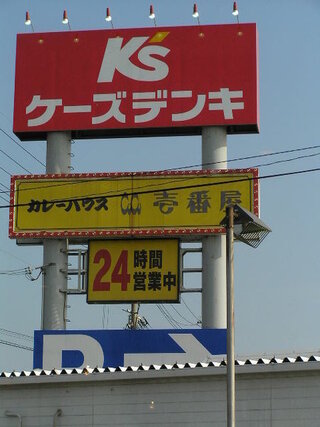 K's
ケーズデンキ
カレーハウス 壱番屋
24時間
営業中
P